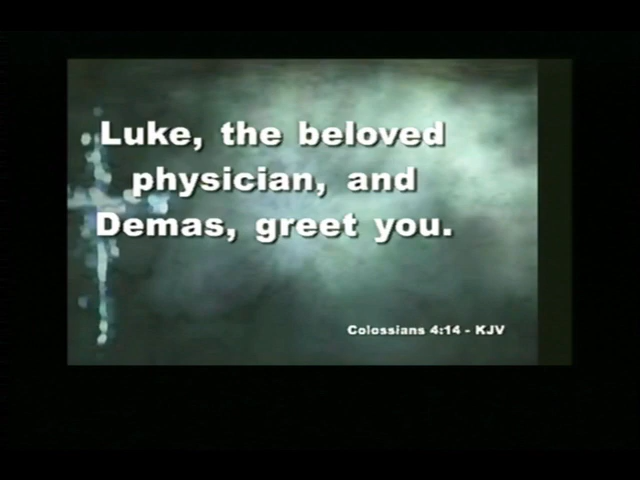 Luke, the beloved
physician, and
Demas, greet you.
Colossians 4:14 - KJV